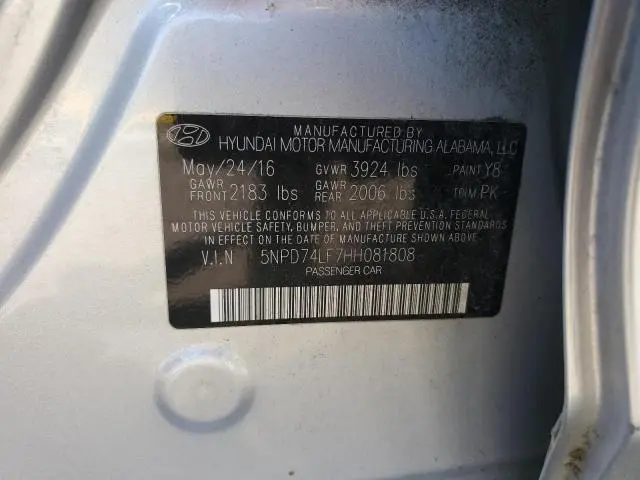 MANUFACTURED BY
HYUNDAI MOTOR MANUFACTURING ALABAMA, LLC
May/24/16 GVWR 3924 lbs PAINT Y8
GAWR FRONT 2183 lbs GAWR REAR 2006 lbs TRIM PK
THIS VEHICLE CONFORMS TO ALL APPLICABLE U.S.A. FEDERAL
MOTOR VEHICLE SAFETY, BUMPER, AND THEFT PREVENTION STANDARDS
IN EFFECT ON THE DATE OF MANUFACTURE SHOWN ABOVE.
V.I.N 5NPD74LF7HH081808
PASSENGER CAR